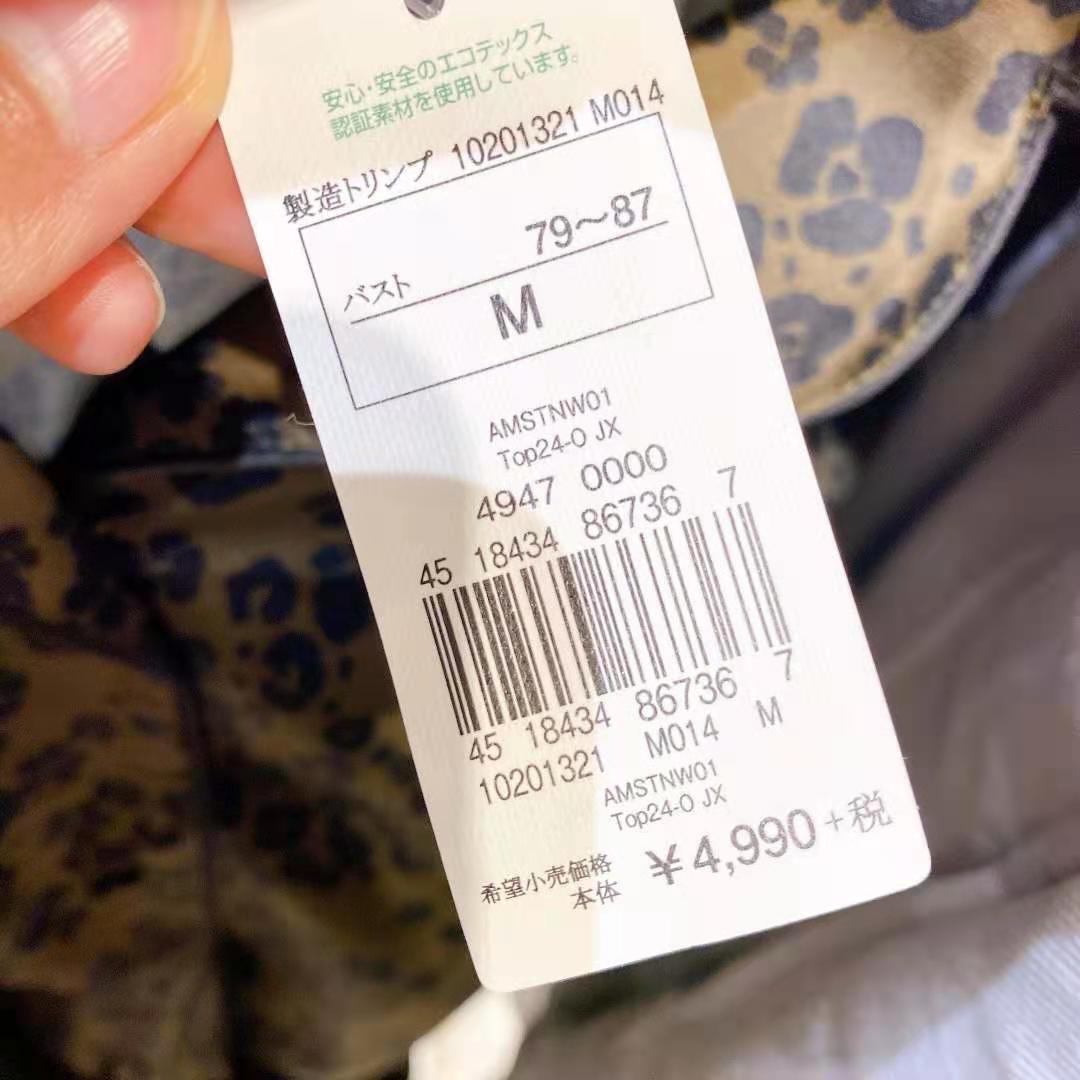 安心・安全のエコテックス
認証素材を使用しています。
製造トリンプ 10201321 M014
バスト 79〜87
M
AMSTNW01
Top24-O JX
4947 0000
45 18434 86736 7
45 18434 86736 7
10201321 M014 M
AMSTNW01
Top24-O JX
希望小売価格
本体 ¥4,990 +税